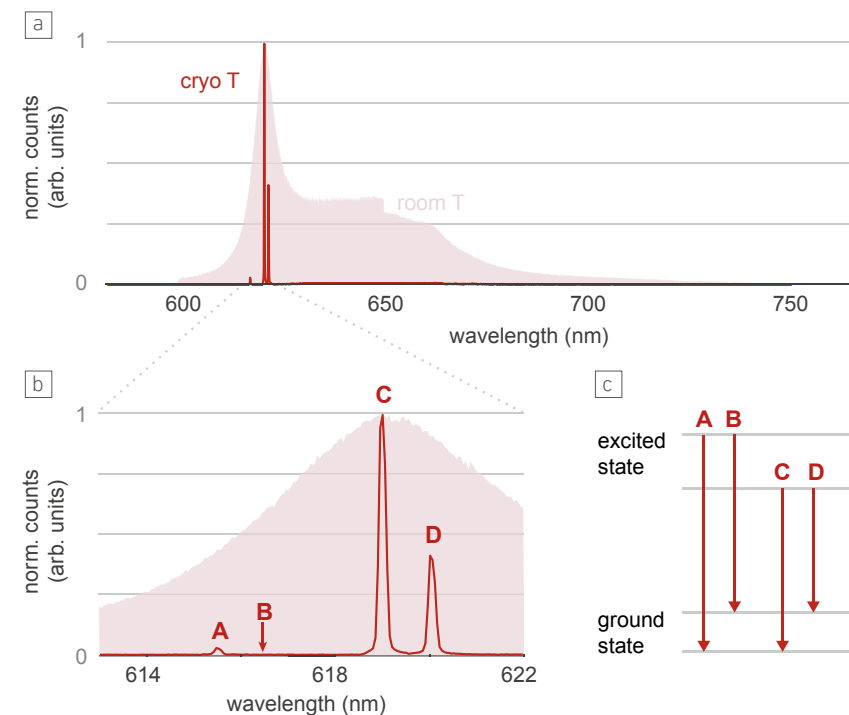 a
1
cryo T
norm. counts
(arb. units)
room T
0
600 650 700 750
wavelength (nm)
b
C
1
norm. counts
(arb. units)
D
B
A
0
614 618 622
wavelength (nm)
c
A B
excited
state
C D
ground
state